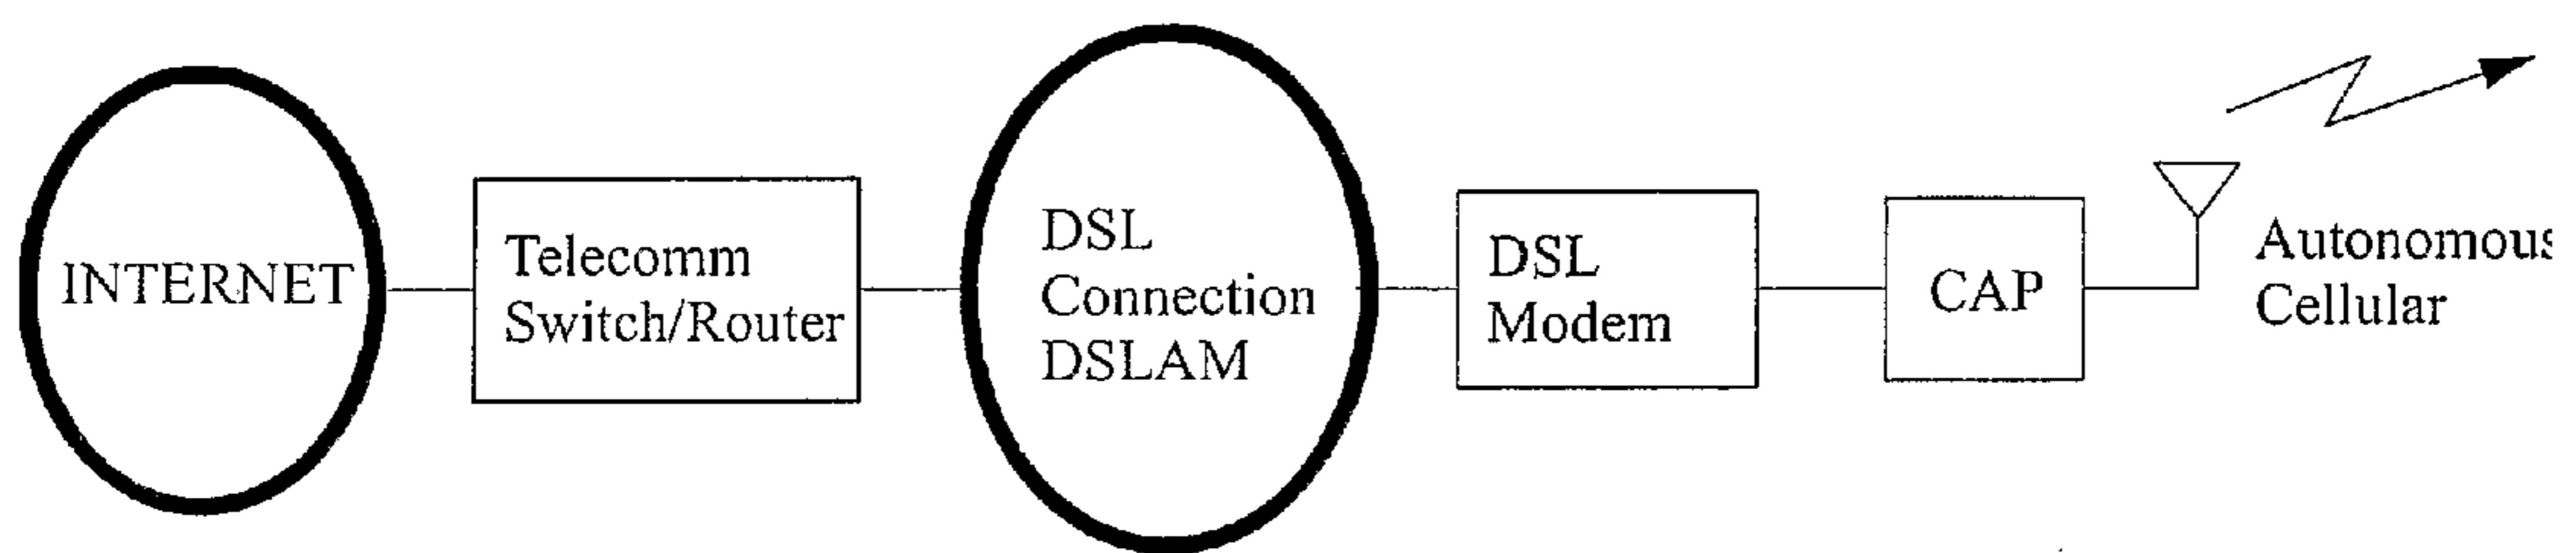 INTERNET
Telecomm
Switch/Router
DSL
Connection
DSLAM
DSL
Modem
CAP
Autonomous
Cellular